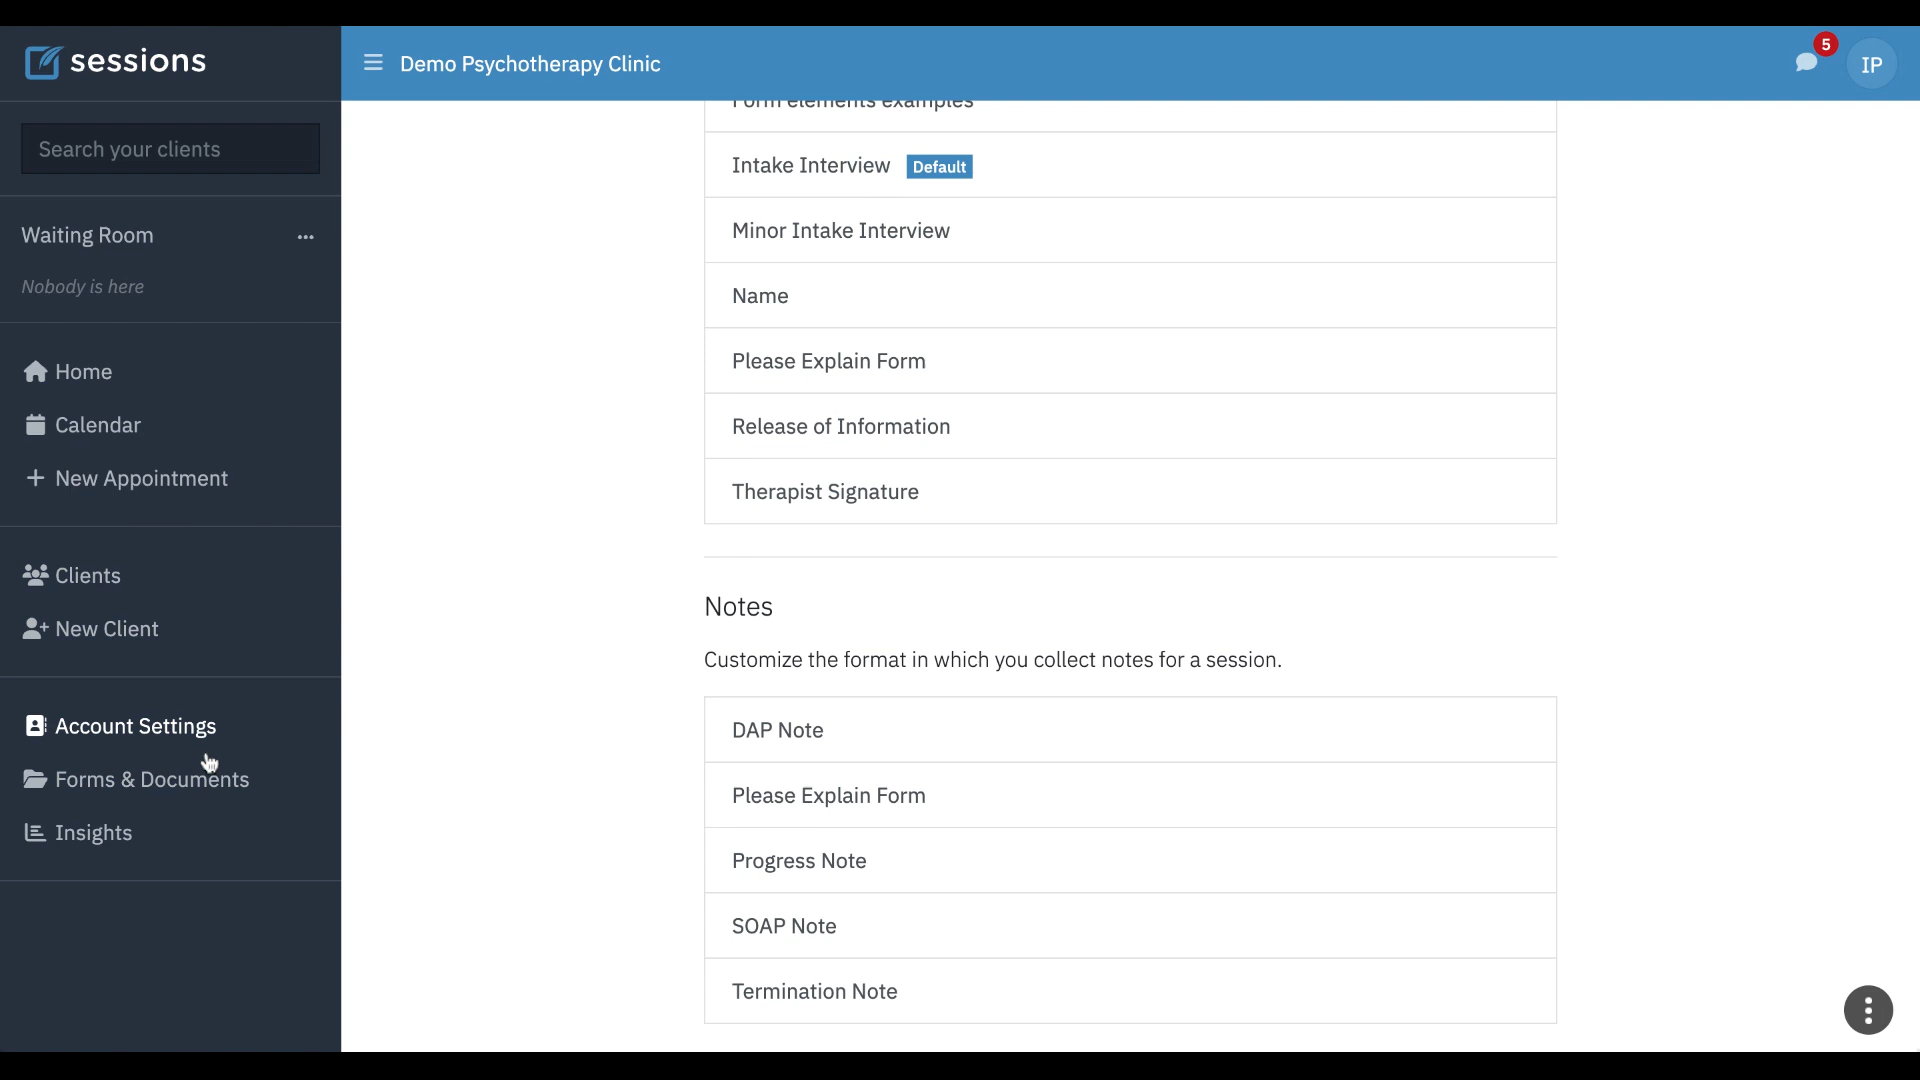 sessions
Demo Psychotherapy Clinic
5
IP
Search your clients
Waiting Room
Nobody is here
Home
Calendar
New Appointment
Clients
New Client
Account Settings
Forms & Documents
Insights
Form elements examples
Intake Interview Default
Minor Intake Interview
Name
Please Explain Form
Release of Information
Therapist Signature
Notes
Customize the format in which you collect notes for a session.
DAP Note
Please Explain Form
Progress Note
SOAP Note
Termination Note